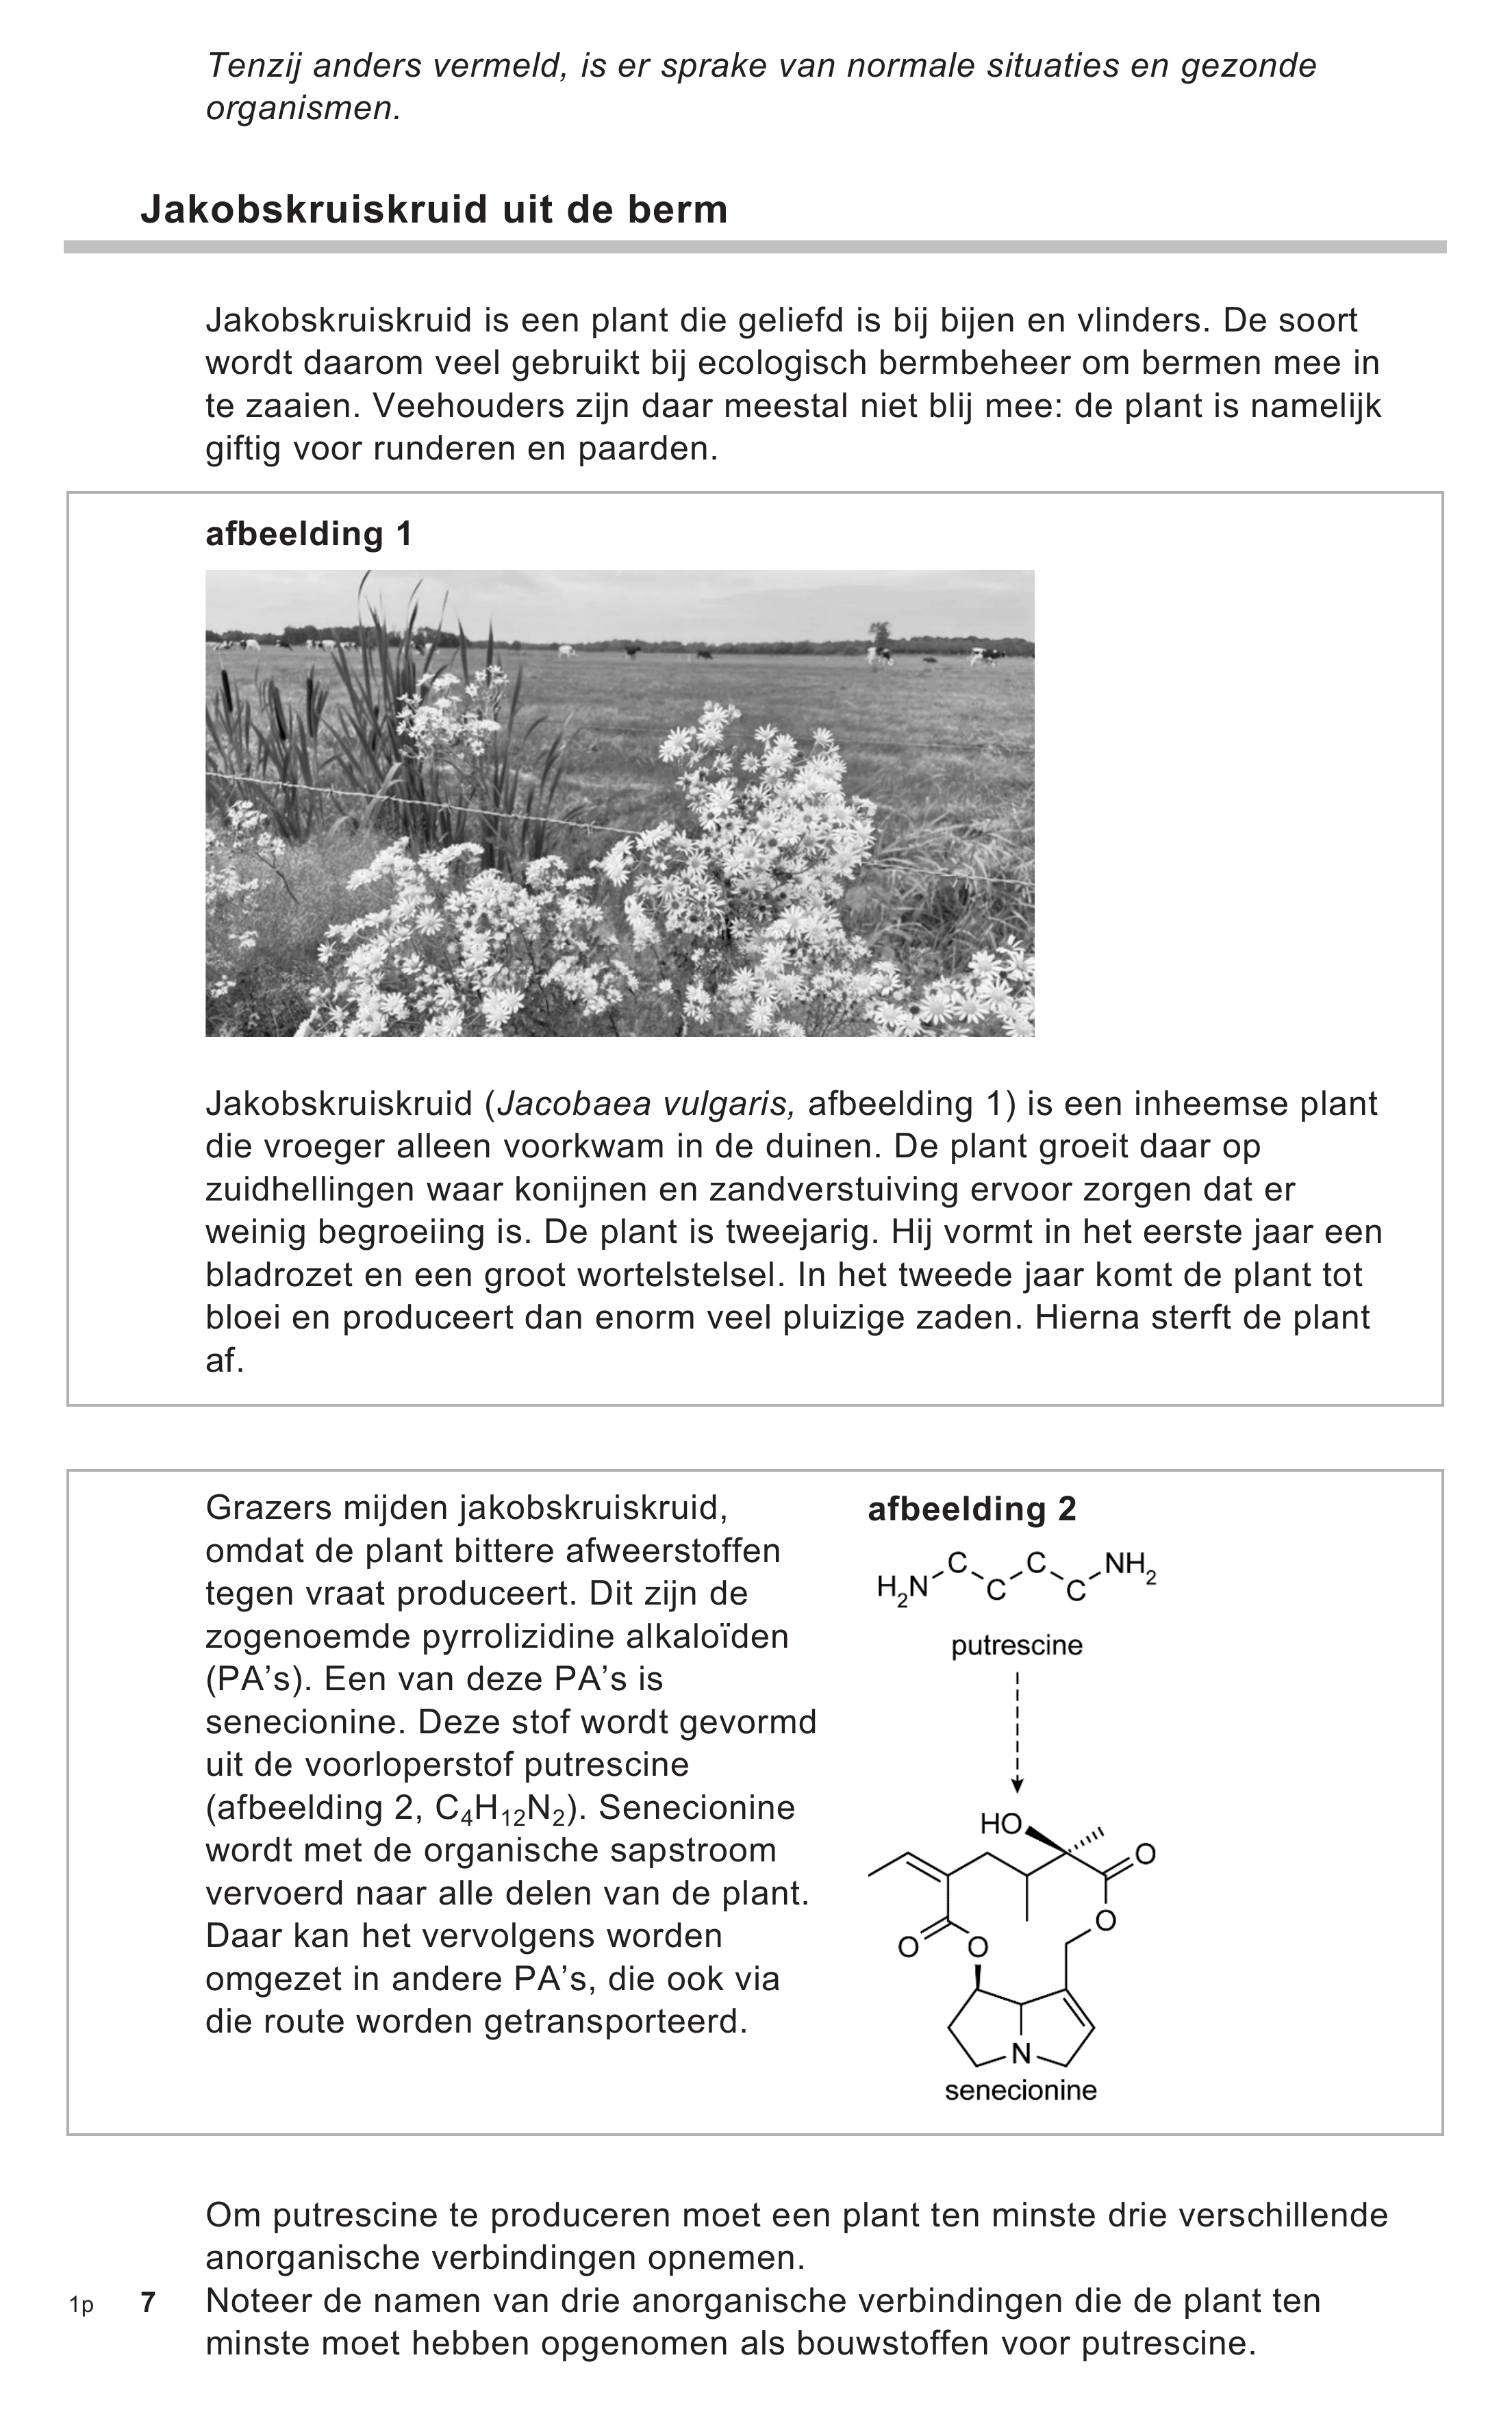 Tenzij anders vermeld, is er sprake van normale situaties en gezonde
organismen.
Jakobskruiskruid uit de berm
Jakobskruiskruid is een plant die geliefd is bij bijen en vlinders. De soort
wordt daarom veel gebruikt bij ecologisch bermbeheer om bermen mee in
te zaaien. Veehouders zijn daar meestal niet blij mee: de plant is namelijk
giftig voor runderen en paarden.
afbeelding 1
Jakobskruiskruid (Jacobaea vulgaris, afbeelding 1) is een inheemse plant
die vroeger alleen voorkwam in de duinen. De plant groeit daar op
zuidhellingen waar konijnen en zandverstuiving ervoor zorgen dat er
weinig begroeiing is. De plant is tweejarig. Hij vormt in het eerste jaar een
bladrozet en een groot wortelstelsel. In het tweede jaar komt de plant tot
bloei en produceert dan enorm veel pluizige zaden. Hierna sterft de plant
af.
Grazers mijden jakobskruiskruid,
omdat de plant bittere afweerstoffen
tegen vraat produceert. Dit zijn de
zogenoemde pyrrolizidine alkaloïden
(PA's). Een van deze PA's is
senecionine. Deze stof wordt gevormd
uit de voorloperstof putrescine
(afbeelding 2, C₄H₁₂N₂). Senecionine
wordt met de organische sapstroom
vervoerd naar alle delen van de plant.
Daar kan het vervolgens worden
omgezet in andere PA's, die ook via
die route worden getransporteerd.
afbeelding 2
H₂N C C C C NH₂
putrescine
HO
O
O
O
O
N
senecionine
Om putrescine te produceren moet een plant ten minste drie verschillende
anorganische verbindingen opnemen.
1p 7 Noteer de namen van drie anorganische verbindingen die de plant ten
minste moet hebben opgenomen als bouwstoffen voor putrescine.